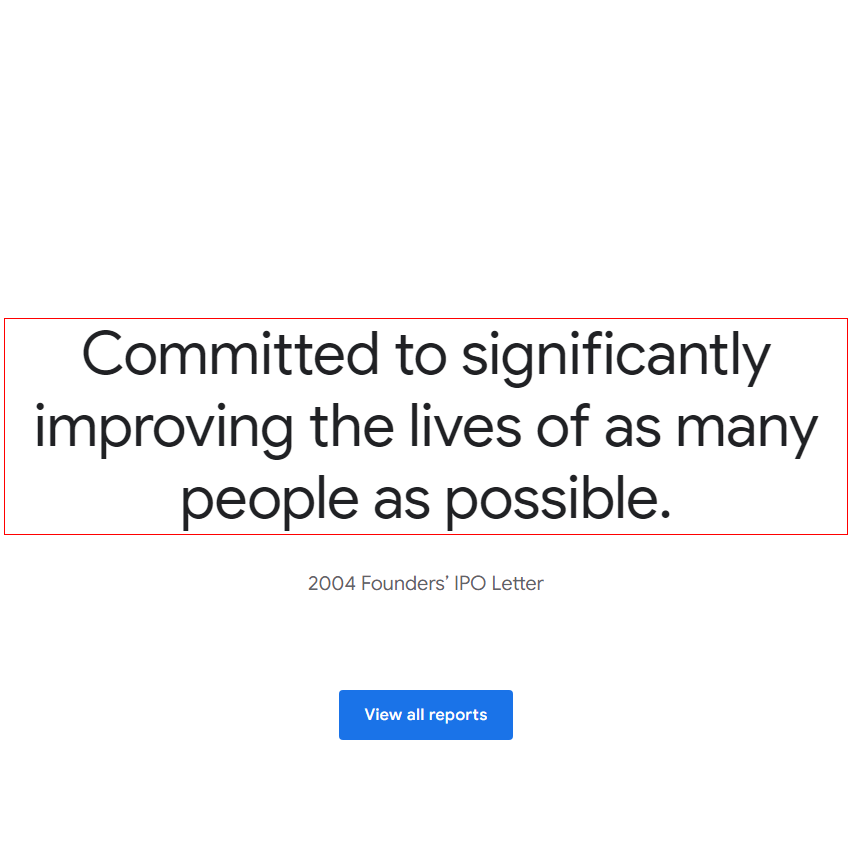 Committed to significantly
improving the lives of as many
people as possible.
2004 Founders’ IPO Letter
View all reports